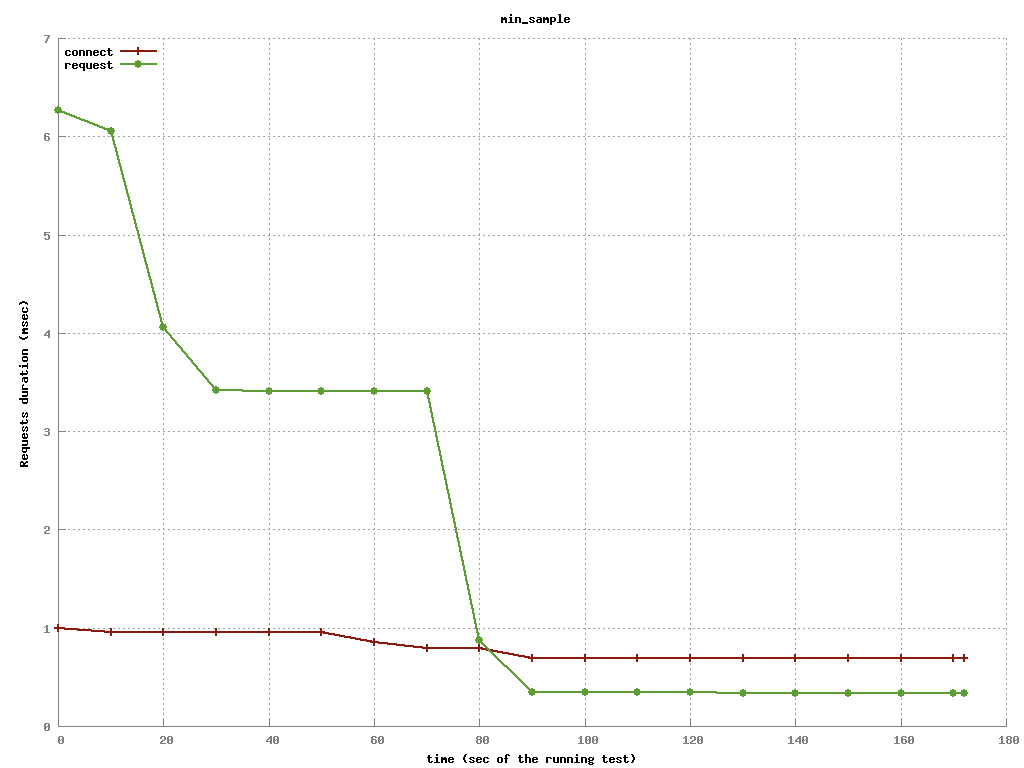 min_sample
connect
request
7
6
5
4
3
2
1
0
Requests duration (msec)
0 20 40 60 80 100 120 140 160 180
time (sec of the running test)